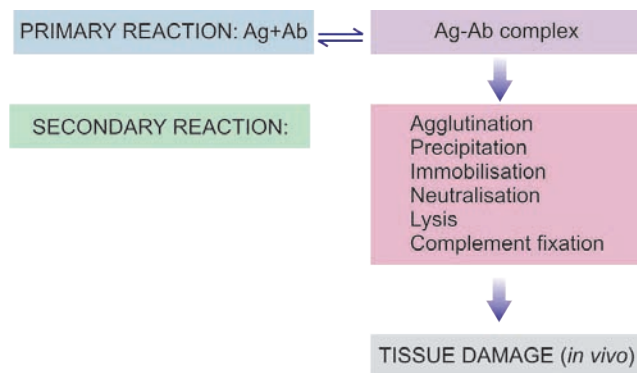 PRIMARY REACTION: Ag+Ab
Ag-Ab complex
SECONDARY REACTION:
Agglutination
Precipitation
Immobilisation
Neutralisation
Lysis
Complement fixation
TISSUE DAMAGE (in vivo)